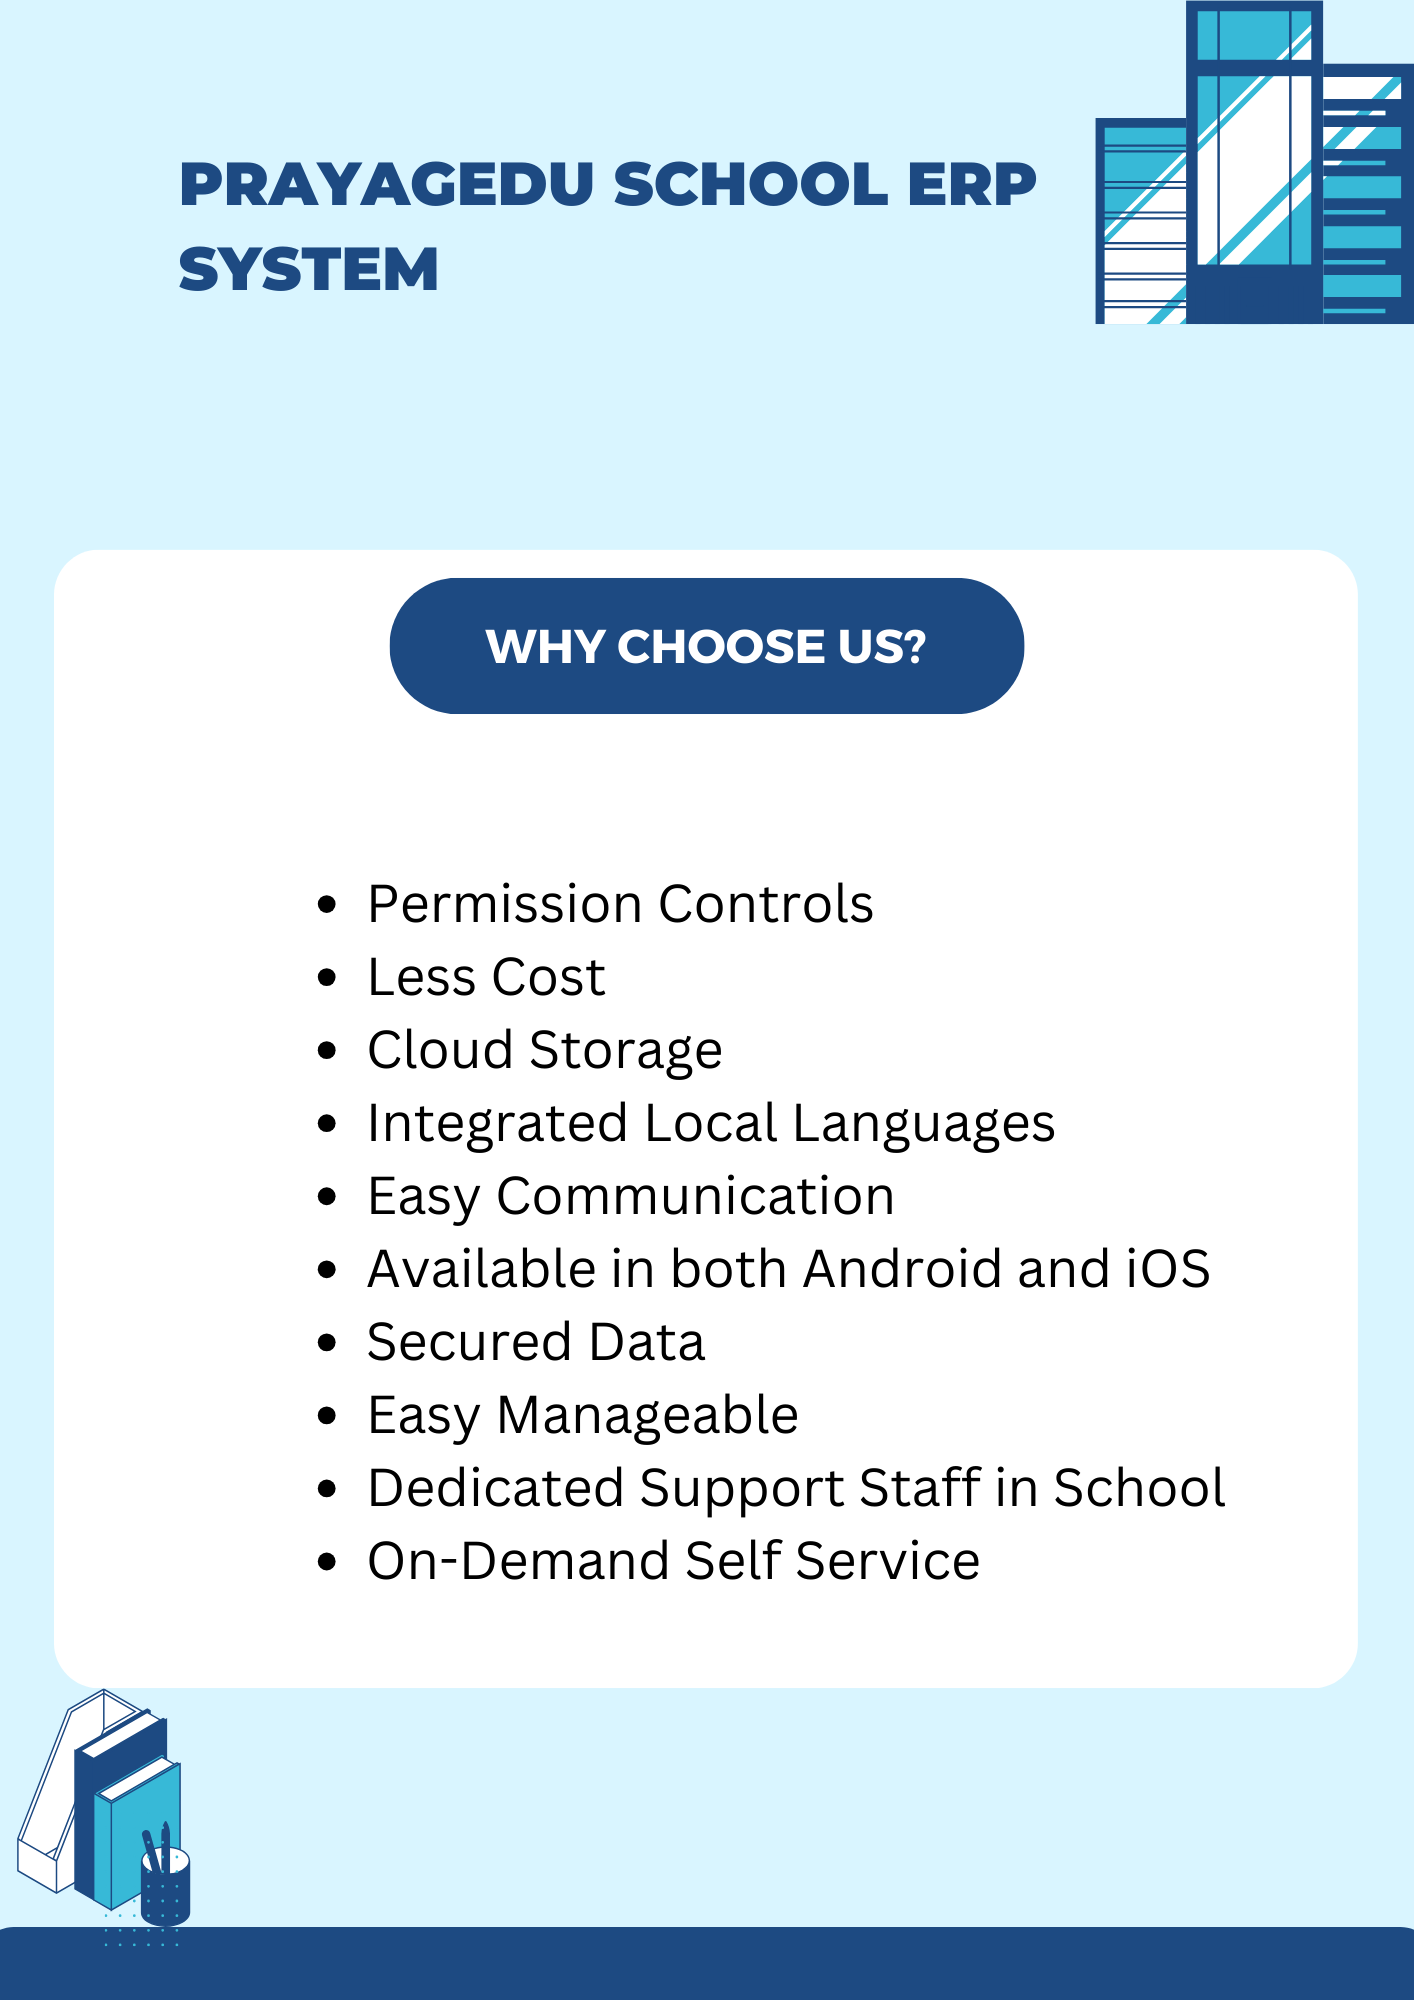 PRAYAGEDU SCHOOL ERP
SYSTEM
WHY CHOOSE US?
• Permission Controls
• Less Cost
• Cloud Storage
• Integrated Local Languages
• Easy Communication
• Available in both Android and iOS
• Secured Data
• Easy Manageable
• Dedicated Support Staff in School
• On-Demand Self Service